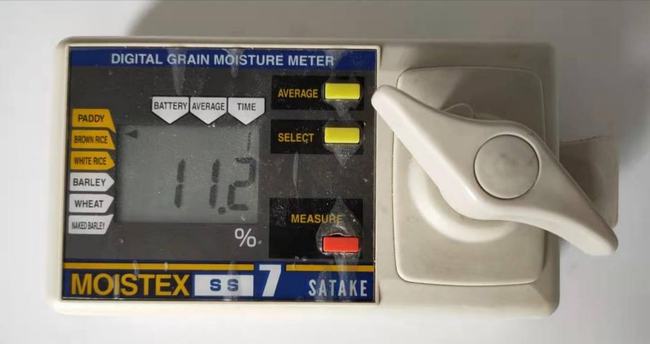 DIGITAL GRAIN MOISTURE METER
BATTERY AVERAGE TIME
AVERAGE
SELECT
MEASURE
PADDY
BROWN RICE
WHITE RICE
BARLEY
WHEAT
NAKED BARLEY
1
11.2
%
MOISTEX SS 7 SATAKE